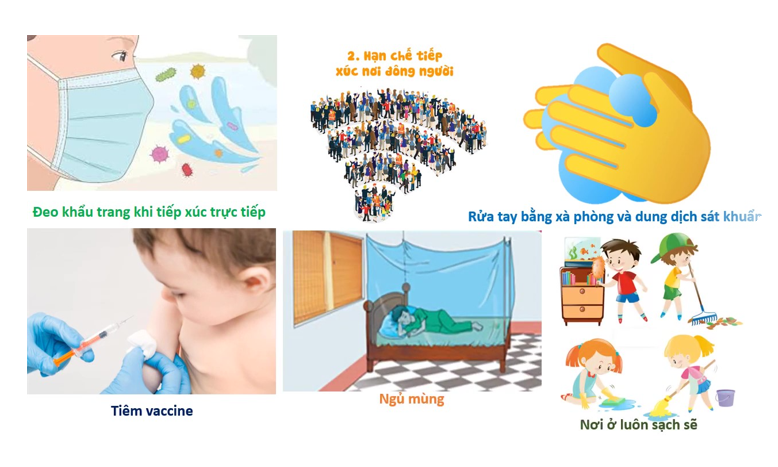 2. Hạn chế tiếp
xúc nơi đông người
Đeo khẩu trang khi tiếp xúc trực tiếp
Rửa tay bằng xà phòng và dung dịch sát khuẩn
Tiêm vaccine
Ngủ mùng
Nơi ở luôn sạch sẽ